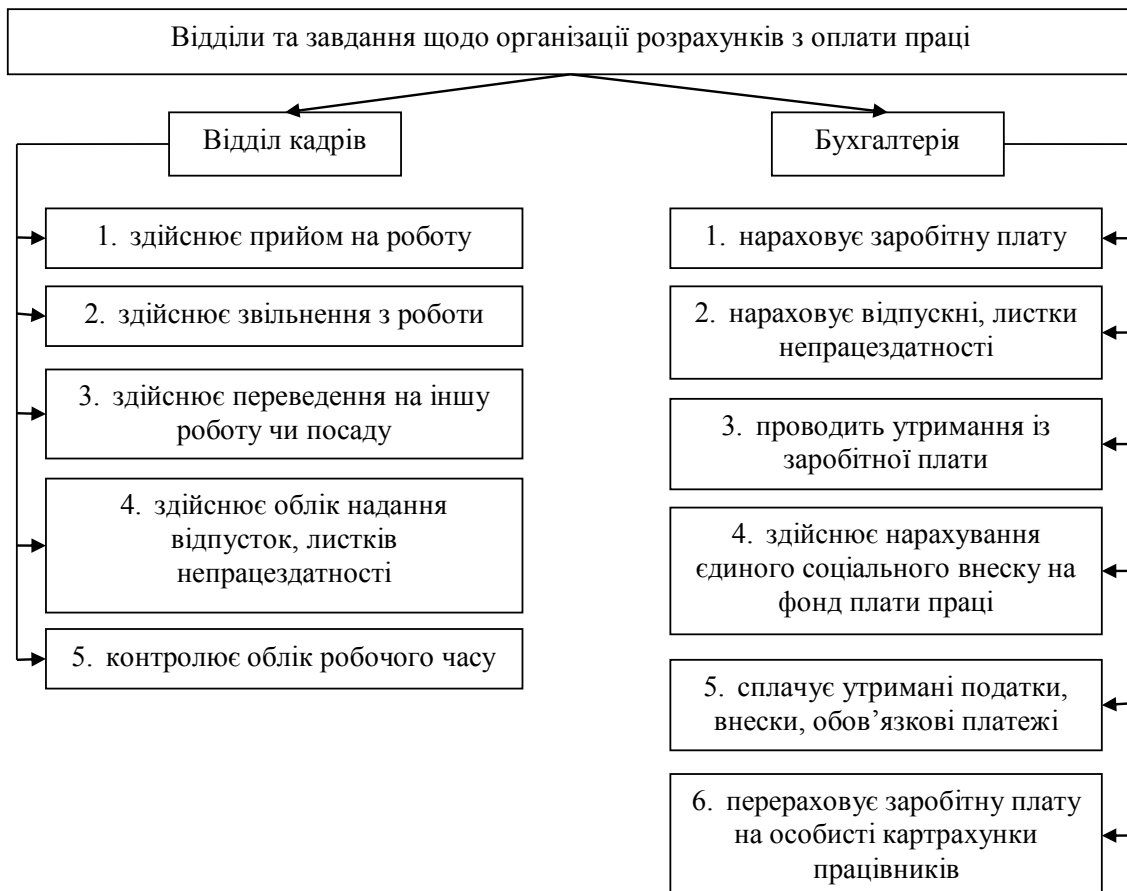 Відділи та завдання щодо організації розрахунків з оплати праці
Відділ кадрів
1. здійснює прийом на роботу
2. здійснює звільнення з роботи
3. здійснює переведення на іншу
роботу чи посаду
4. здійснює облік надання
відпусток, листків
непрацездатності
5. контролює облік робочого часу
Бухгалтерія
1. нараховує заробітну плату
2. нараховує відпускні, листки
непрацездатності
3. проводить утримання із
заробітної плати
4. здійснює нарахування
єдиного соціального внеску на
фонд плати праці
5. сплачує утримані податки,
внески, обов’язкові платежі
6. перераховує заробітну плату
на особисті картрахунки
працівників